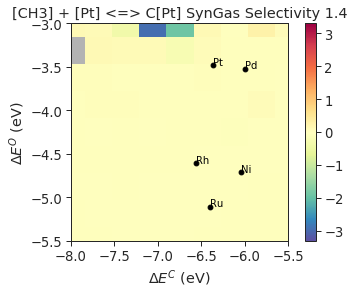 [CH3] + [Pt] <=> C[Pt] SynGas Selectivity 1.4
−3.0
−3.5
−4.0
−4.5
−5.0
−5.5
ΔE^O (eV)
Pt
Pd
Rh
Ni
Ru
−8.0 −7.5 −7.0 −6.5 −6.0 −5.5
ΔE^C (eV)
3
2
1
0
−1
−2
−3